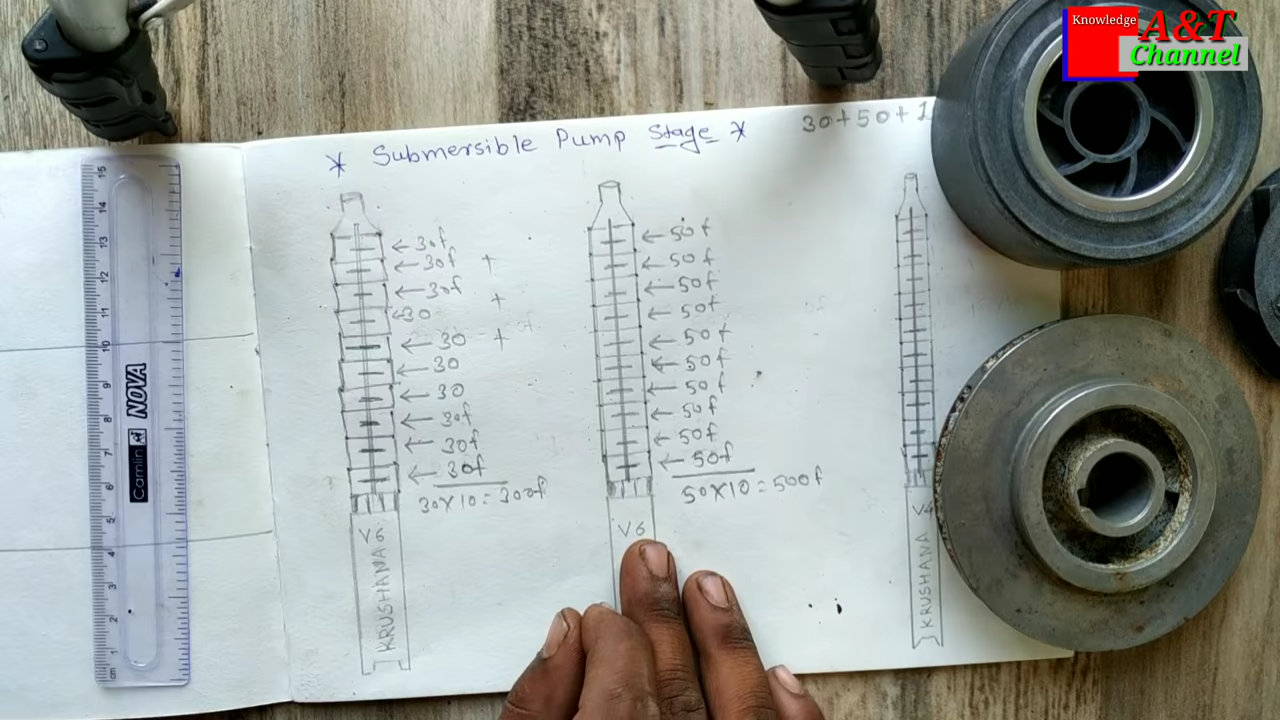 Knowledge
A&T
Channel
* Submersible Pump Stage *
30+50+1
30f
30f +
30f
30 +
30 +
30
30
30f
30f
30f
30×10=300f
V6
KRUSHANA
50f
50f
50f
50f
50f
50f
50f
50f
50f
50f
50×10=500f
V6
V4
KRUSHANA
15
14
13
12
11
10
9
8
7
6
5
4
3
2
1
cm
Camlin NOVA